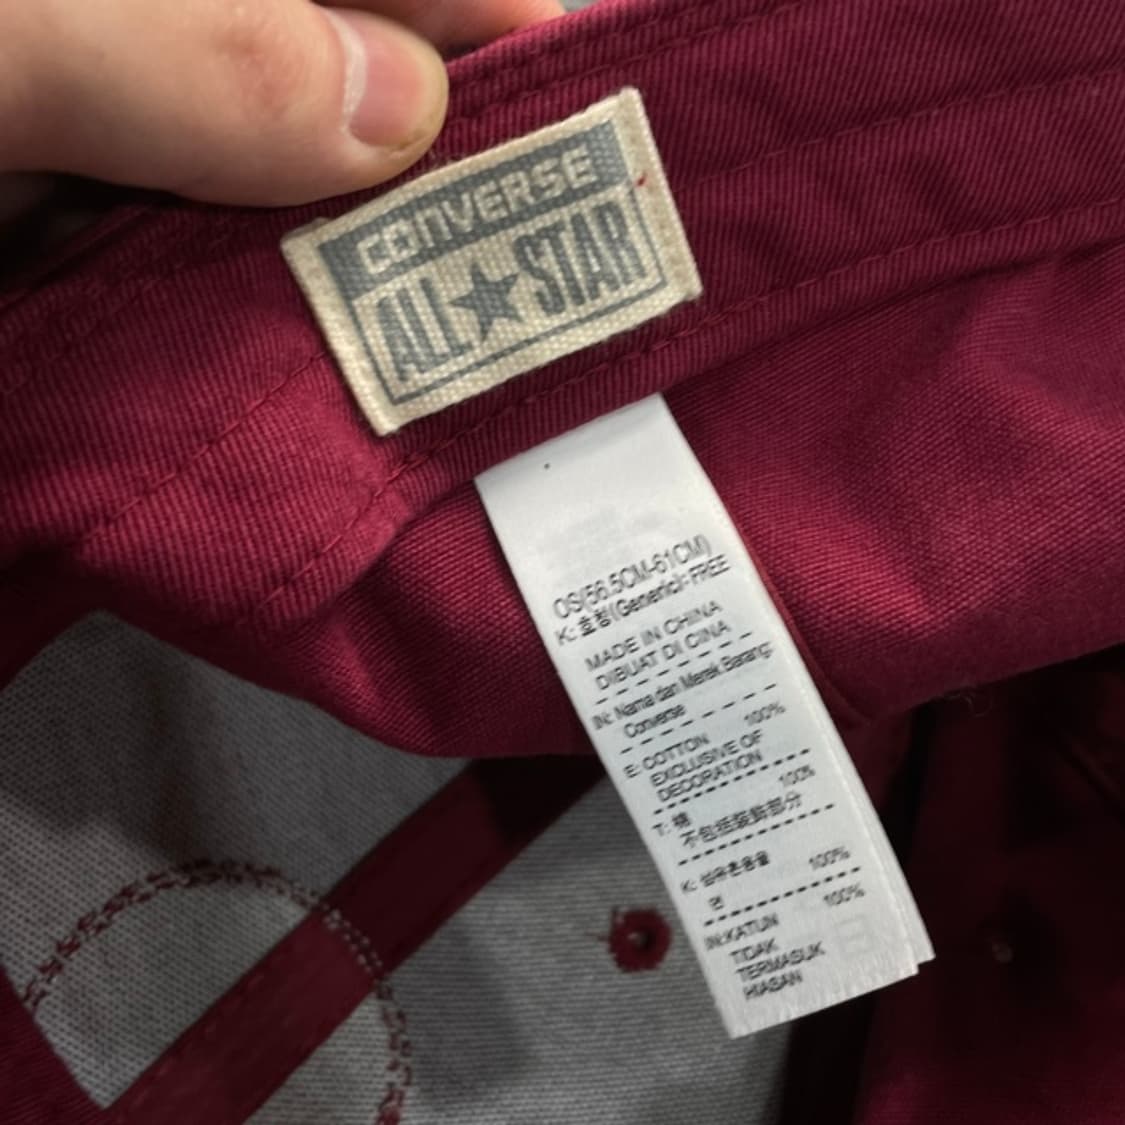 CONVERSE
ALL★STAR
OS(56.5CM-61CM)
K: 호칭(Generic): FREE
MADE IN CHINA
DIBUAT DI CINA
IN: Nama dan Merek Barang:
Converse
E: COTTON 100%
EXCLUSIVE OF
DECORATION
T: 棉 100%
不包括裝飾部分
K: 섬유혼용율
면 100%
IN:KATUN 100%
TIDAK
TERMASUK
HIASAN